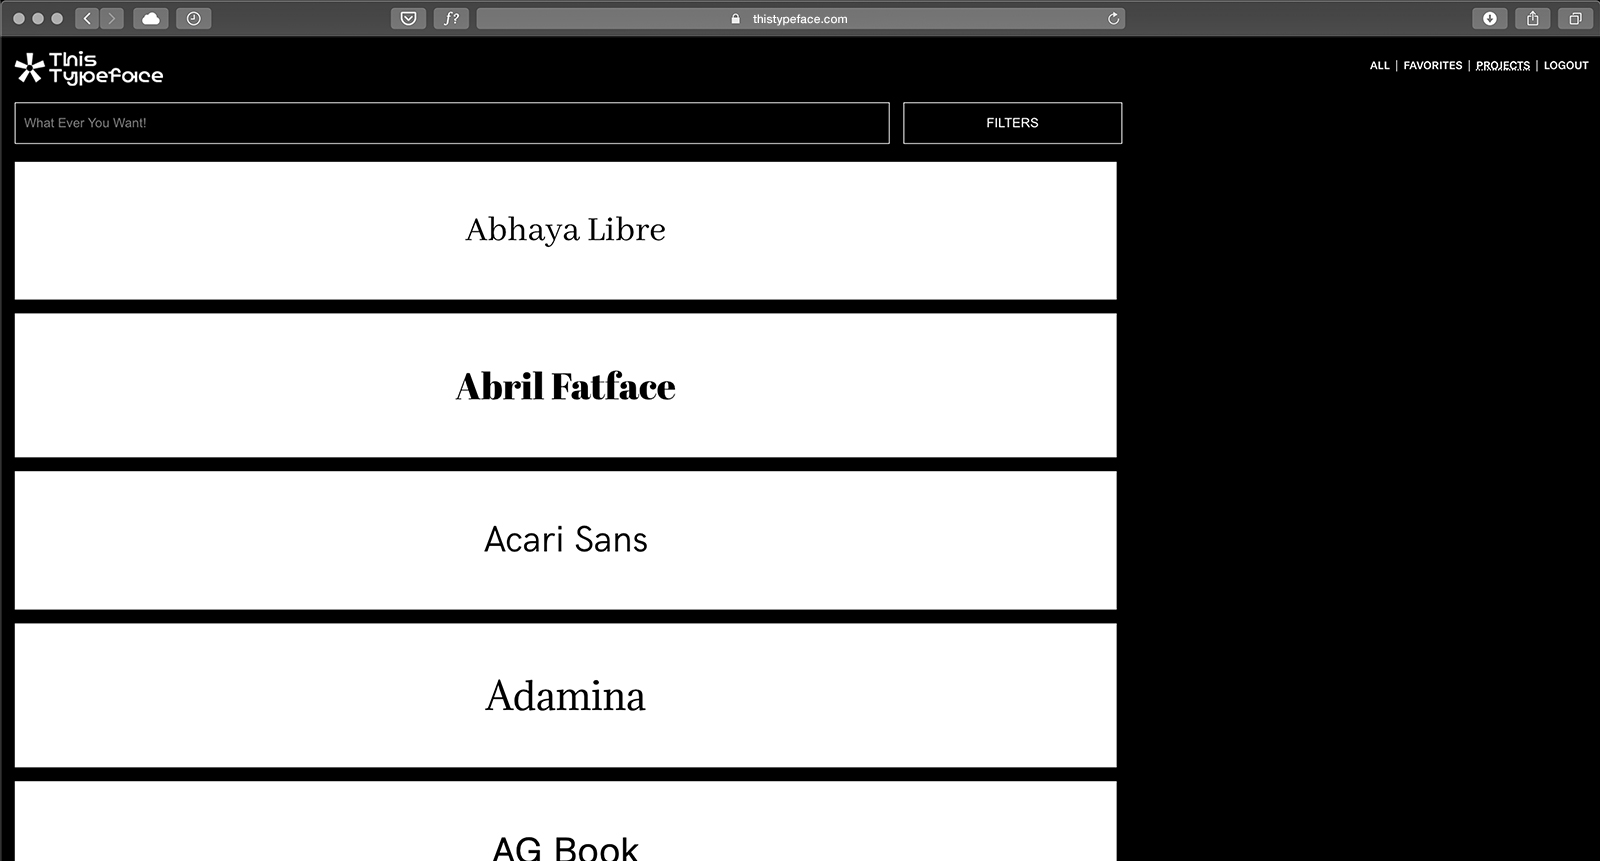 f?
thistypeface.com
This
Typeface
ALL | FAVORITES | PROJECTS | LOGOUT
What Ever You Want!
FILTERS
Abhaya Libre
Abril Fatface
Acari Sans
Adamina
AG Book